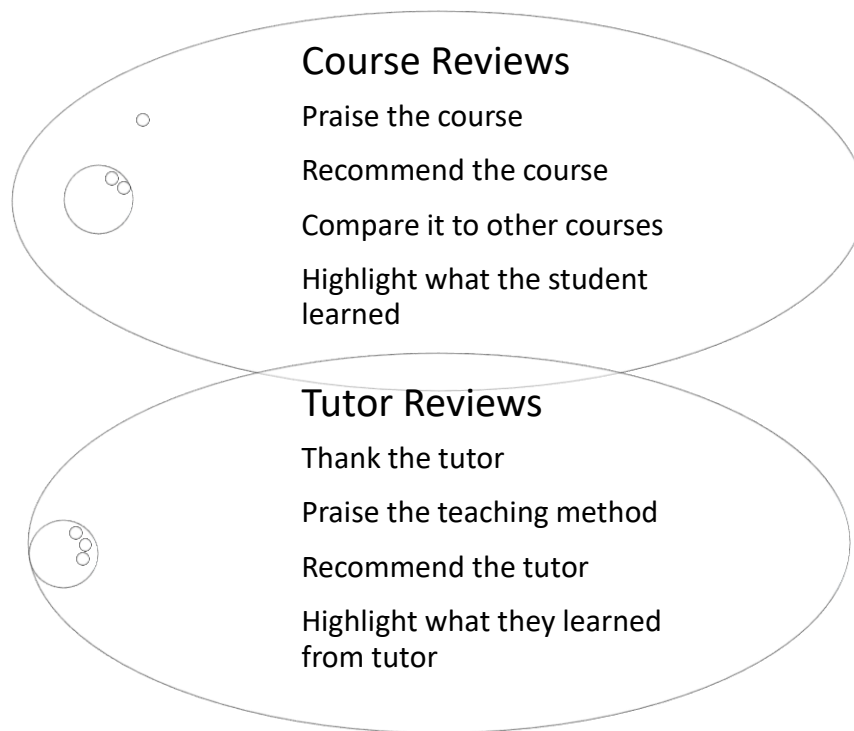 Course Reviews
Praise the course
Recommend the course
Compare it to other courses
Highlight what the student
learned
Tutor Reviews
Thank the tutor
Praise the teaching method
Recommend the tutor
Highlight what they learned
from tutor